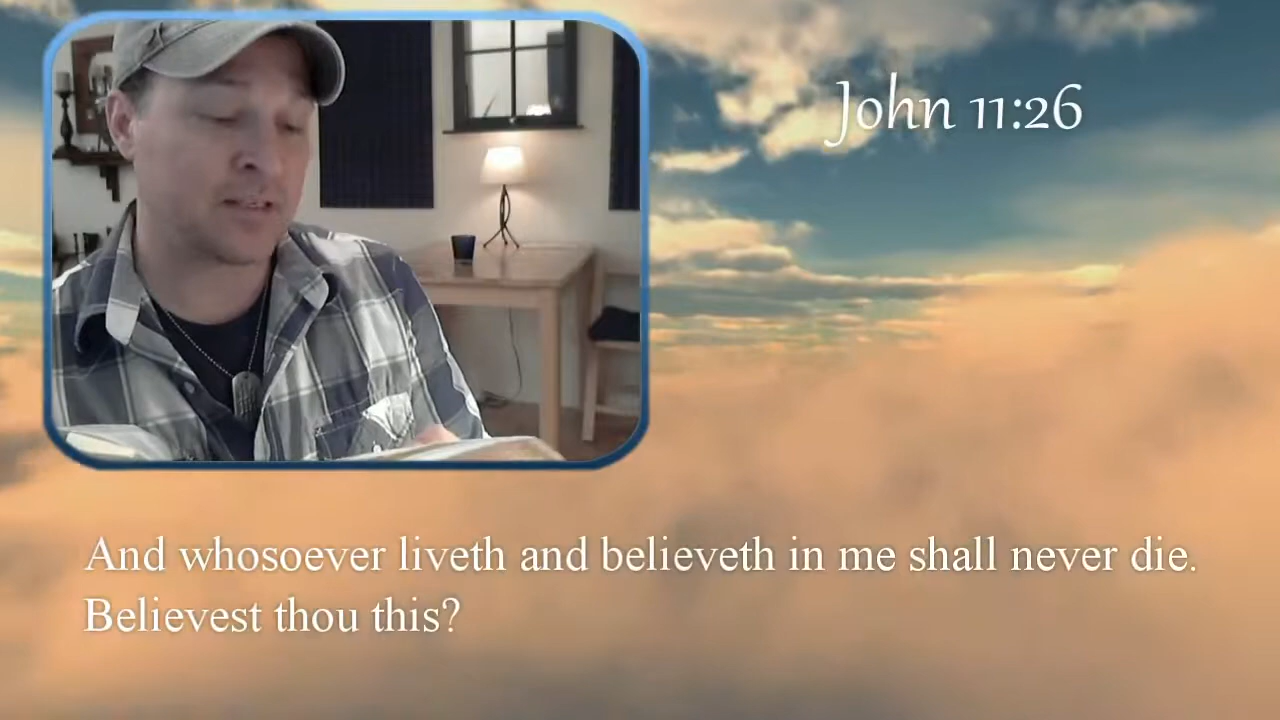 John 11:26
And whosoever liveth and believeth in me shall never die.
Believest thou this?